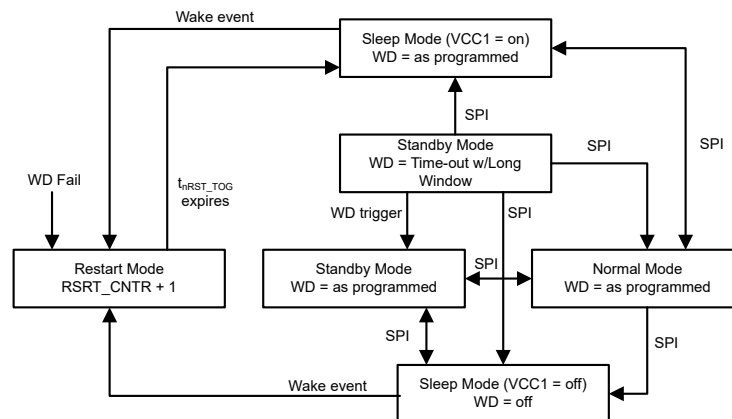 Wake event
Sleep Mode (VCC1 = on)
WD = as programmed
SPI
Standby Mode
WD = Time-out w/Long
Window
SPI
SPI
WD Fail
tnRST_TOG
expires
WD trigger
SPI
Restart Mode
RSRT_CNTR + 1
Standby Mode
WD = as programmed
SPI
Normal Mode
WD = as programmed
SPI
SPI
Wake event
Sleep Mode (VCC1 = off)
WD = off